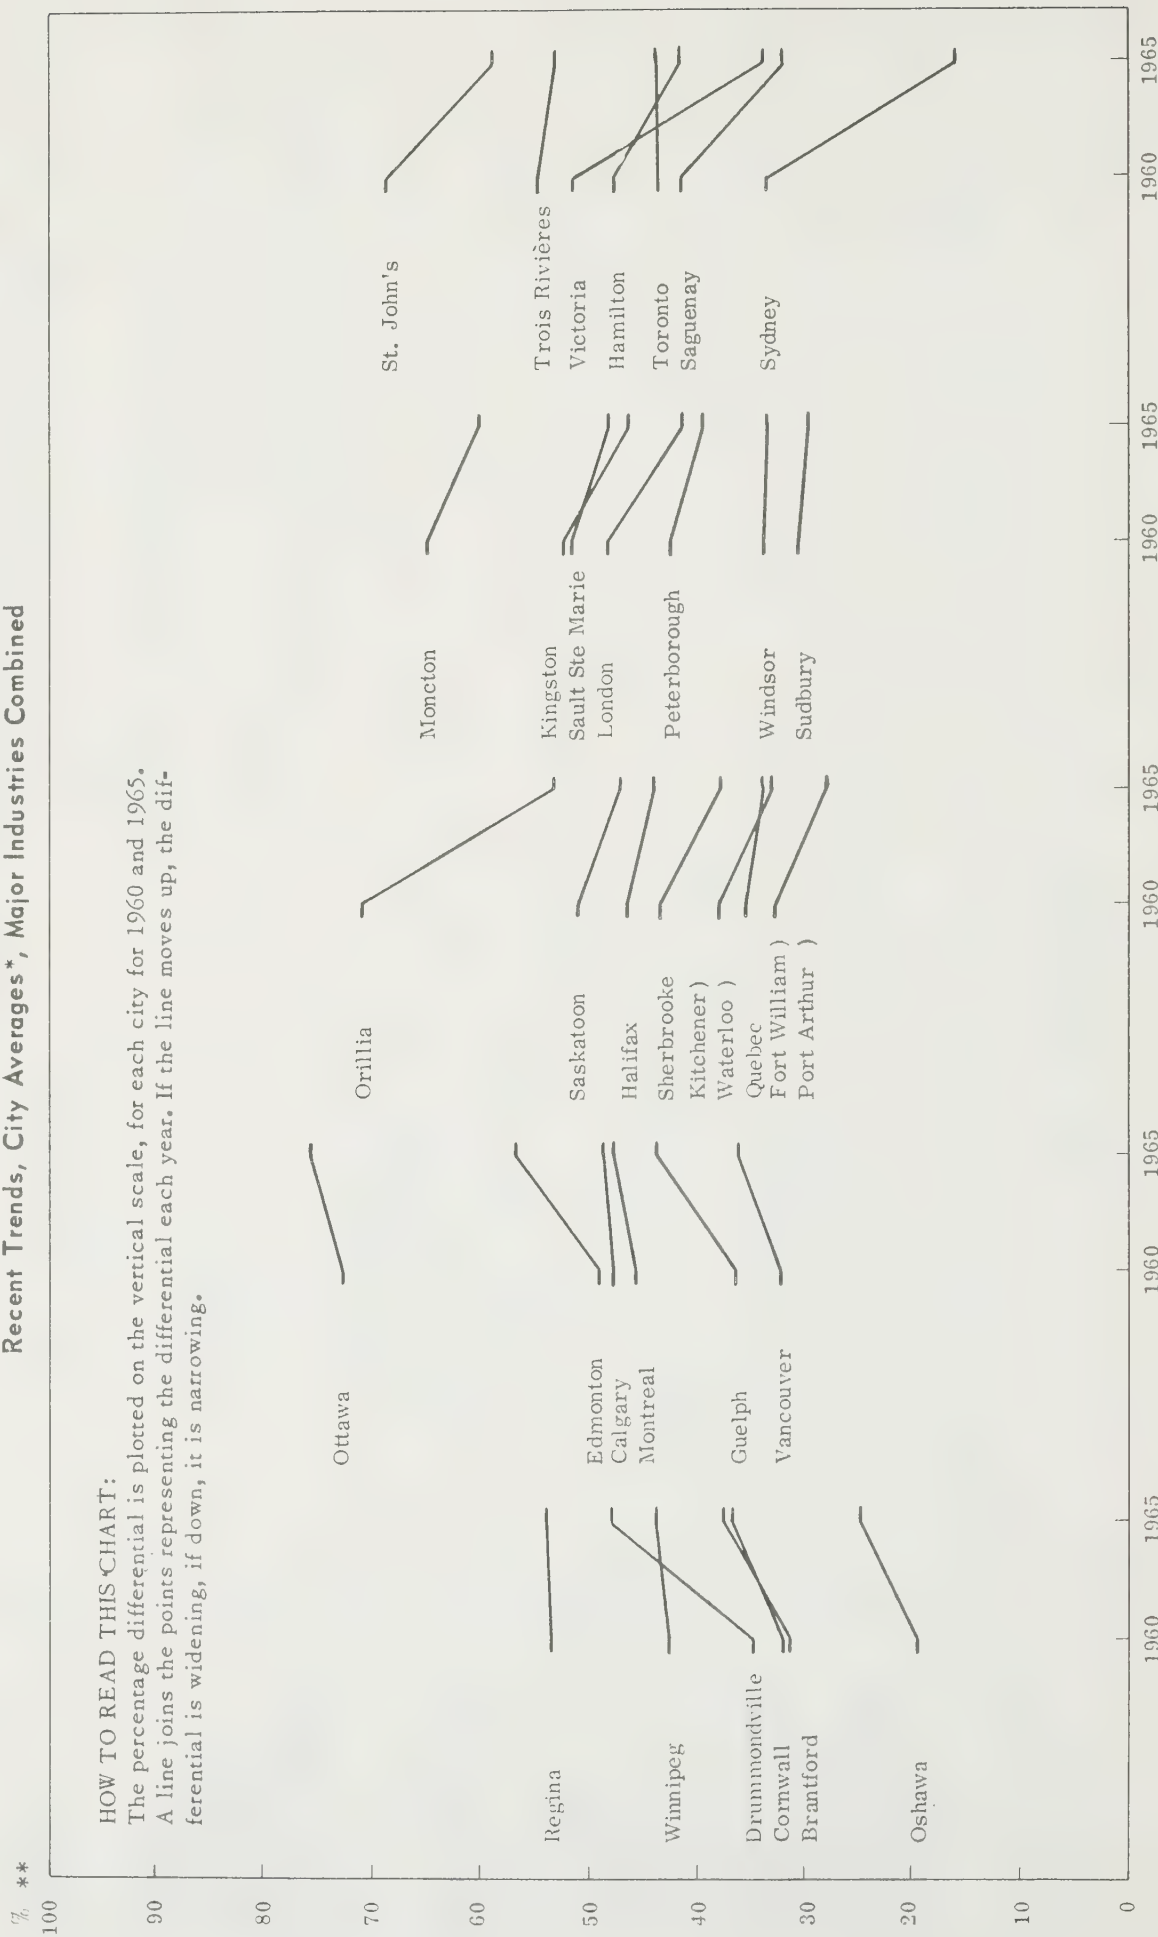 Recent Trends, City Averages*, Major Industries Combined
% **
100
90
80
70
60
50
40
30
20
10
0
HOW TO READ THIS CHART:
The percentage differential is plotted on the vertical scale, for each city for 1960 and 1965.
A line joins the points representing the differential each year. If the line moves up, the dif-
ferential is widening, if down, it is narrowing.
Regina
Winnipeg
Drummondville
Cornwall
Brantford
Oshawa
1960
1965
Ottawa
Edmonton
Calgary
Montreal
Guelph
Vancouver
1960
1965
Orillia
Saskatoon
Halifax
Sherbrooke
Kitchener )
Waterloo )
Quebec
Fort William )
Port Arthur )
1960
1965
Moncton
Kingston
Sault Ste Marie
London
Peterborough
Windsor
Sudbury
1960
1965
St. John's
Trois Rivières
Victoria
Hamilton
Toronto
Saguenay
Sydney
1960
1965